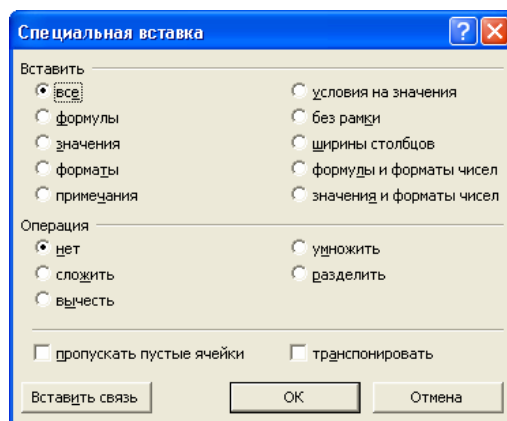 Специальная вставка
Вставить
все
условия на значения
формулы
без рамки
значения
ширины столбцов
форматы
формулы и форматы чисел
примечания
значения и форматы чисел
Операция
нет
умножить
сложить
разделить
вычесть
пропускать пустые ячейки
транспонировать
Вставить связь
ОК
Отмена